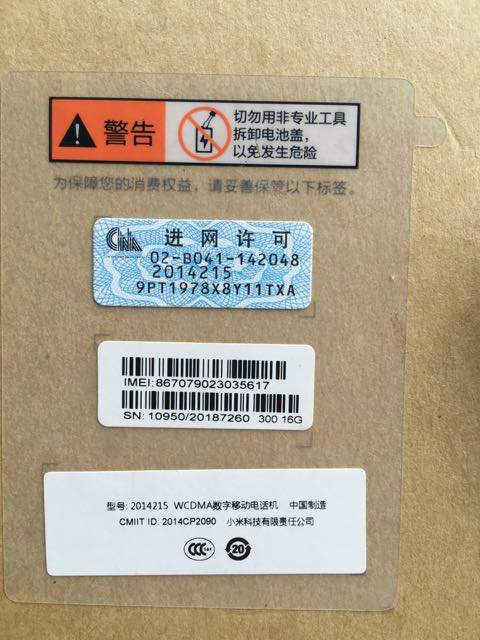 警告
切勿用非专业工具
拆卸电池盖，
以免发生危险
为保障您的消费权益，请妥善保管以下标签。
CNA 进网许可
02-B041-142048
2014215
9PT1978X8Y11TXA
IMEI:867079023035617
SN: 10950/20187260 300 16G
型号: 2014215 WCDMA数字移动电话机 中国制造
CMIIT ID: 2014CP2090 小米科技有限责任公司
CCC 20